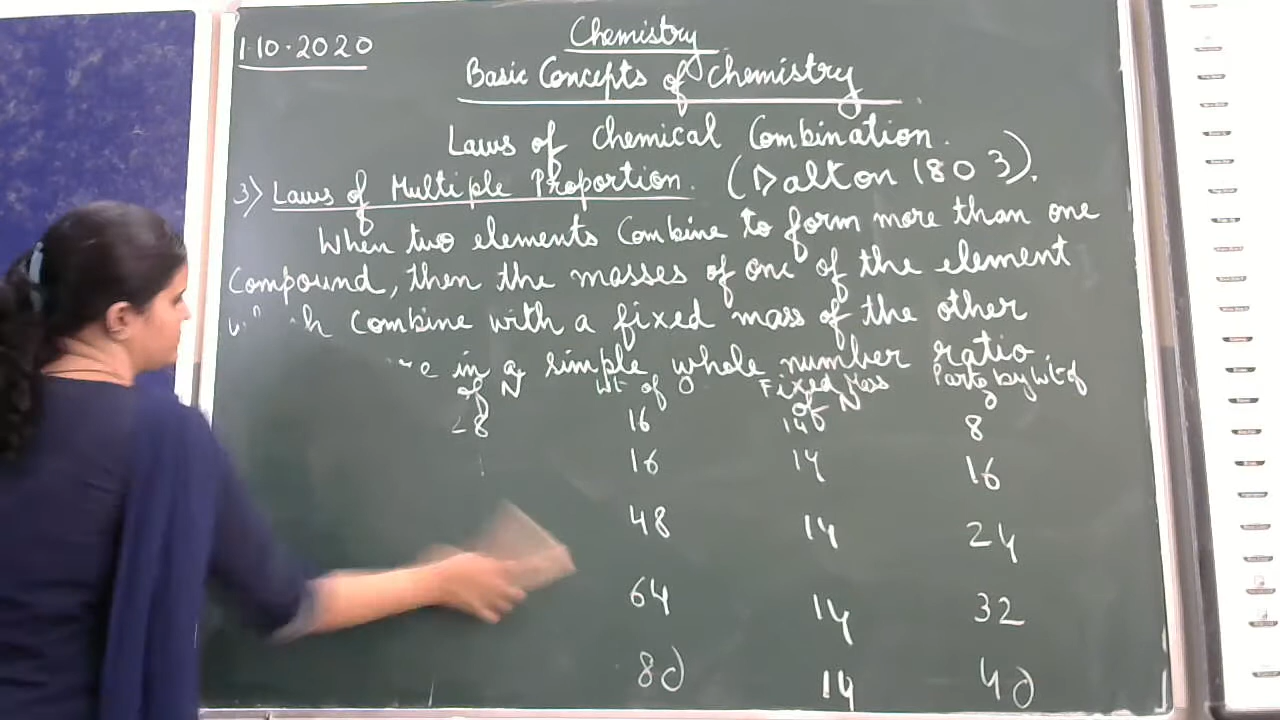 1.10.2020
Chemistry
Basic Concepts of Chemistry
Laws of Chemical Combination.
3) Laws of Multiple Proportion. (Dalton 1803).
When two elements combine to form more than one
Compound, then the masses of one of the element
combine with a fixed mass of the other
in a simple whole number ratio.
of N Wt of O Fixed Mass of N Parts by Wt of O
8 16 14 8
16 14 16
48 14 24
64 14 32
80 14 40